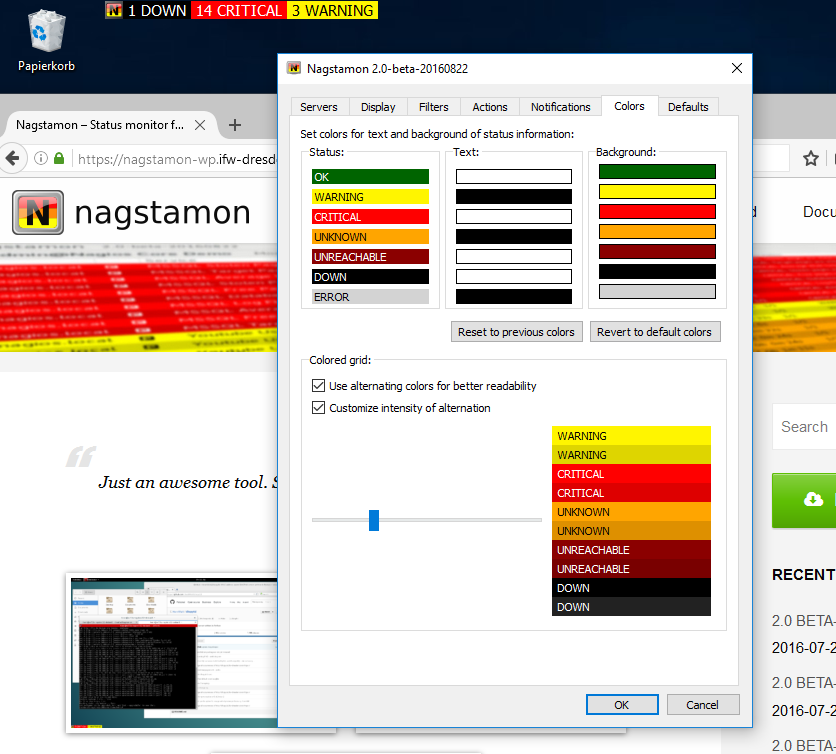 1 DOWN 14 CRITICAL 3 WARNING
Papierkorb
Nagstamon 2.0-beta-20160822
Nagstamon – Status monitor f...
https://nagstamon-wp.ifw-dresd
nagstamon
Docu
Servers Display Filters Actions Notifications Colors Defaults
Set colors for text and background of status information:
Status: Text: Background:
OK
WARNING
CRITICAL
UNKNOWN
UNREACHABLE
DOWN
ERROR
Reset to previous colors Revert to default colors
Colored grid:
Use alternating colors for better readability
Customize intensity of alternation
WARNING
WARNING
CRITICAL
CRITICAL
UNKNOWN
UNKNOWN
UNREACHABLE
UNREACHABLE
DOWN
DOWN
OK Cancel
Search
“
Just an awesome tool. S
RECENT
2.0 BETA-
2016-07-2
2.0 BETA-
2016-07-2
2.0 BETA-